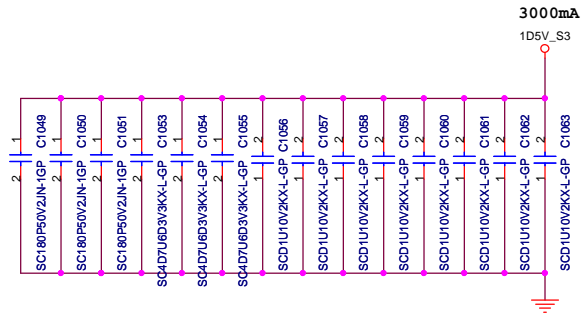 3000mA
1D5V_S3
1
2
SC180P50V2JN-1GP C1049
1
2
SC180P50V2JN-1GP C1050
1
2
SC180P50V2JN-1GP C1051
1
2
SC4D7U6D3V3KX-L-GP C1053
1
2
SC4D7U6D3V3KX-L-GP C1054
1
2
SC4D7U6D3V3KX-L-GP C1055
2
1
SCD1U10V2KX-L-GP C1056
2
1
SCD1U10V2KX-L-GP C1057
2
1
SCD1U10V2KX-L-GP C1058
2
1
SCD1U10V2KX-L-GP C1059
2
1
SCD1U10V2KX-L-GP C1060
2
1
SCD1U10V2KX-L-GP C1061
2
1
SCD1U10V2KX-L-GP C1062
2
1
SCD1U10V2KX-L-GP C1063